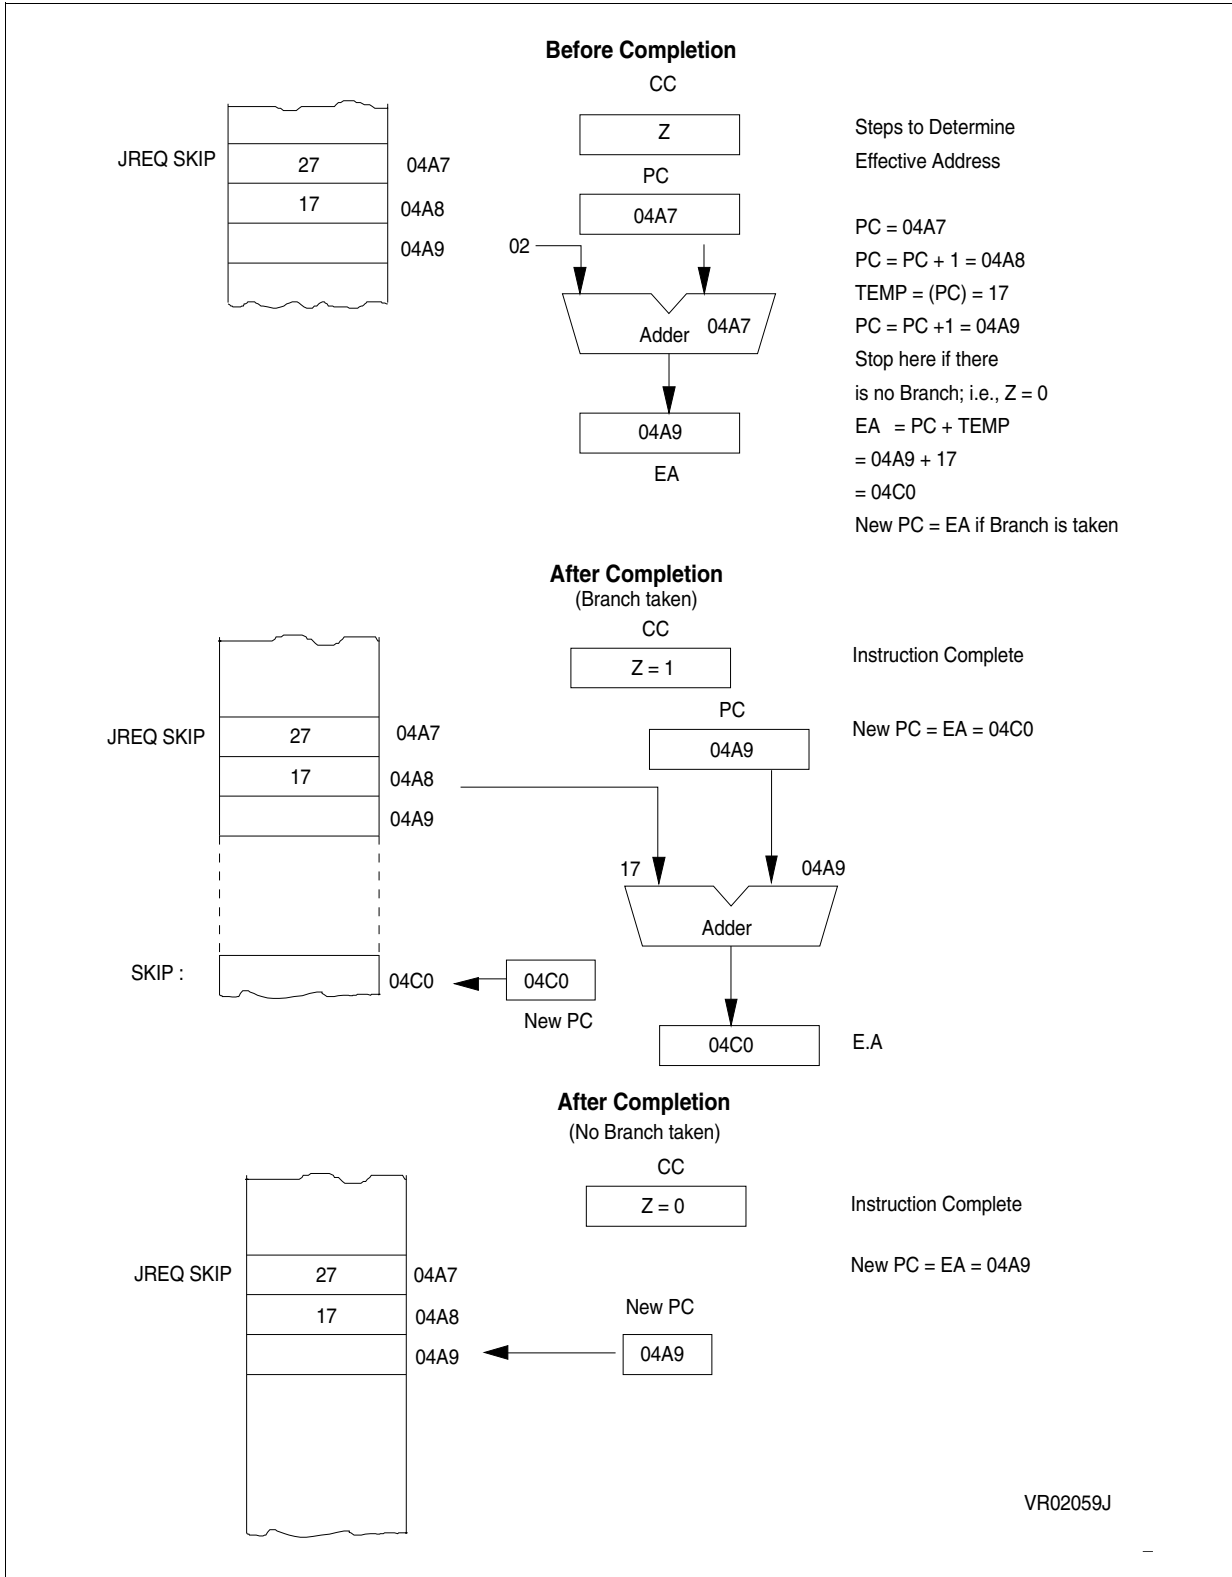 Before Completion
CC
Z
Steps to Determine
JREQ SKIP
27
04A7
Effective Address
PC
17
04A8
04A7
PC = 04A7
02
04A9
PC = PC + 1 = 04A8
TEMP = (PC) = 17
Adder
04A7
PC = PC +1 = 04A9
Stop here if there
is no Branch; i.e., Z = 0
04A9
EA = PC + TEMP
= 04A9 + 17
EA
= 04C0
New PC = EA if Branch is taken
After Completion
(Branch taken)
CC
Z = 1
Instruction Complete
PC
JREQ SKIP
27
04A7
04A9
New PC = EA = 04C0
17
04A8
04A9
17
04A9
Adder
SKIP :
04C0
04C0
New PC
04C0
E.A
After Completion
(No Branch taken)
CC
Z = 0
Instruction Complete
JREQ SKIP
27
04A7
New PC = EA = 04A9
17
04A8
New PC
04A9
04A9
VR02059J